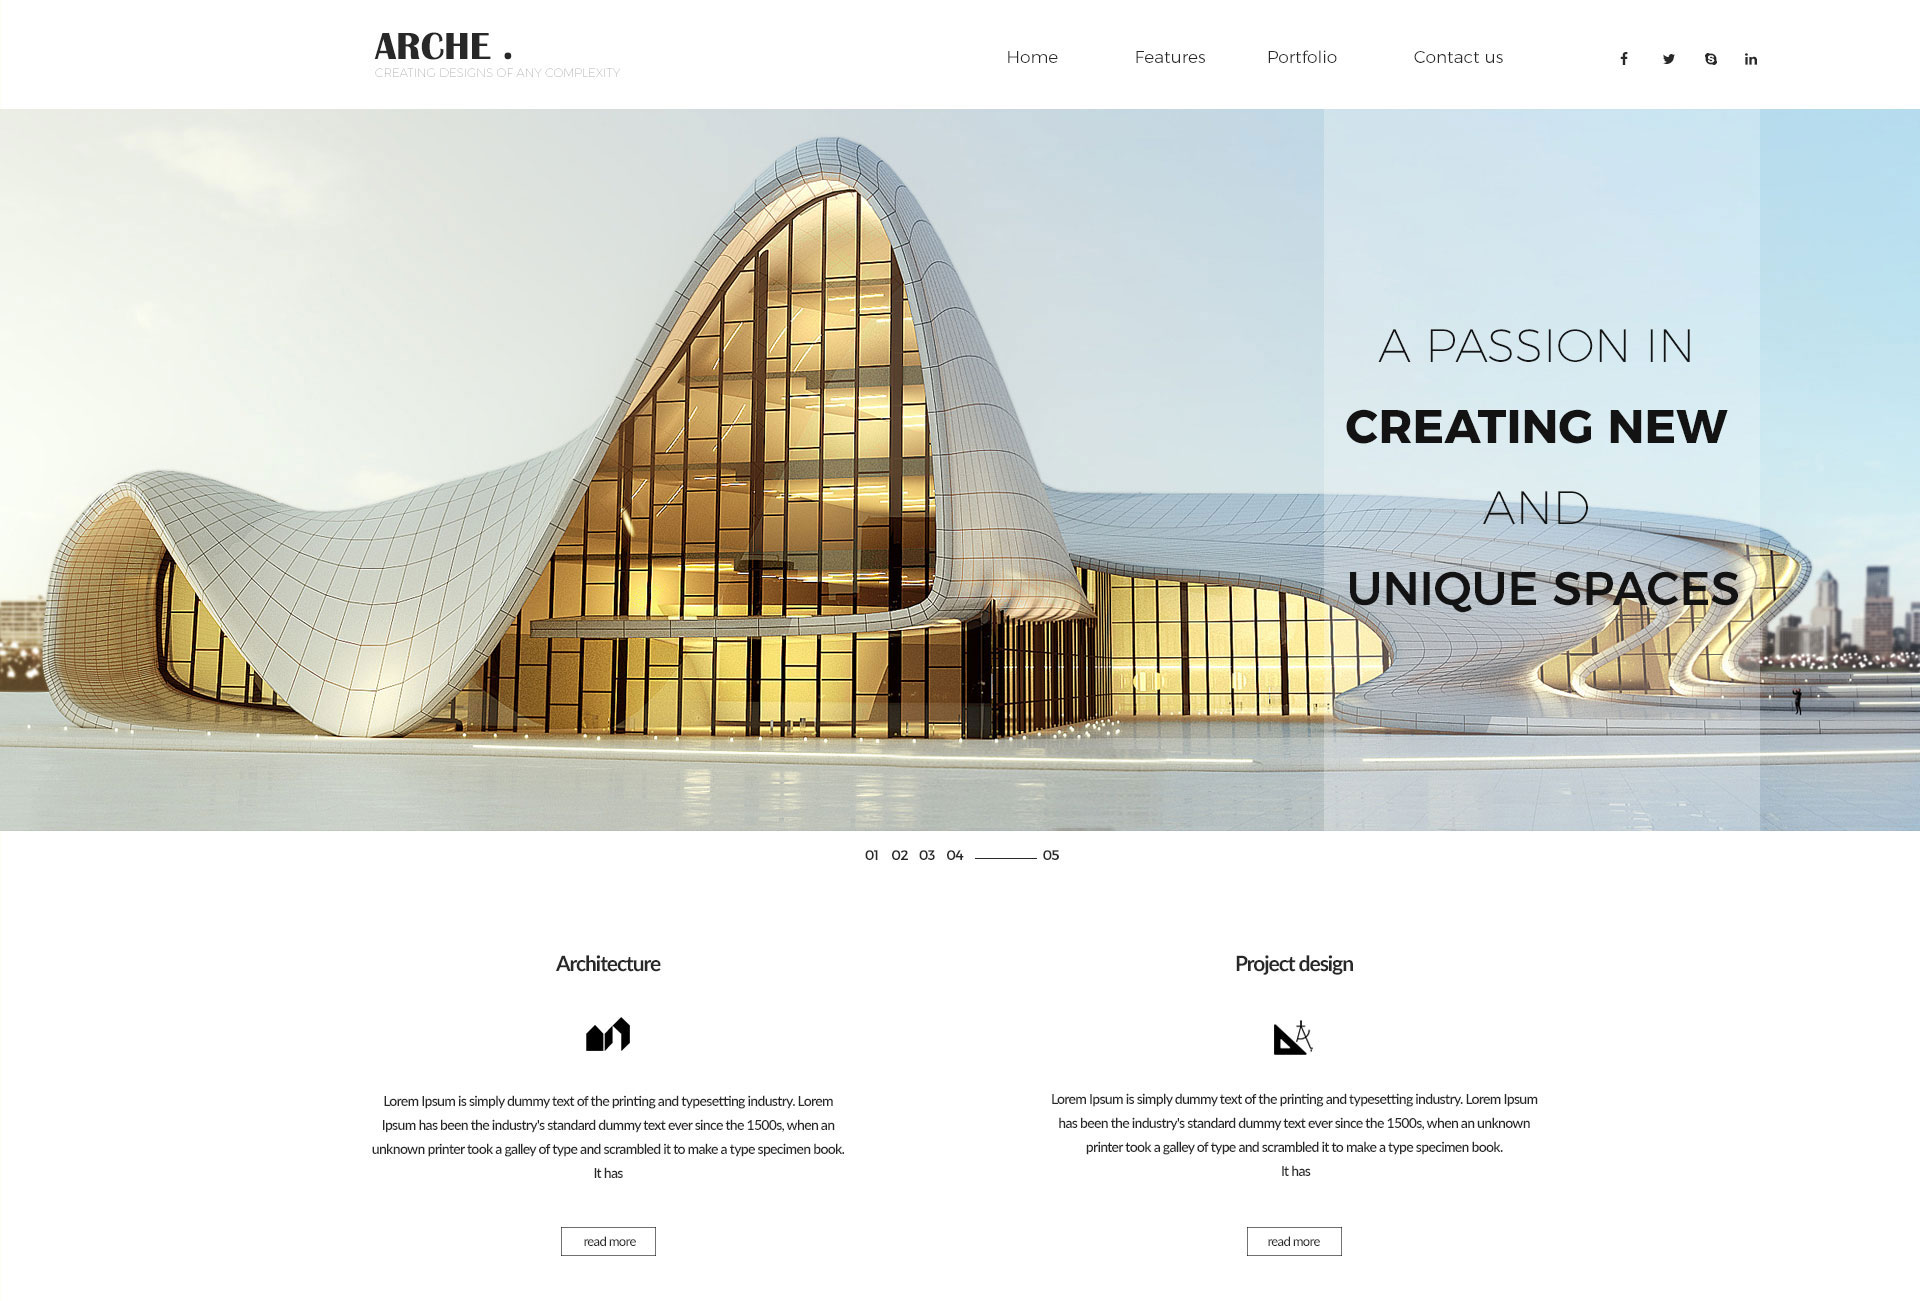 ARCHE .
CREATING DESIGNS OF ANY COMPLEXITY
Home Features Portfolio Contact us
A PASSION IN
CREATING NEW
AND
UNIQUE SPACES
01 02 03 04 05
Architecture
Lorem Ipsum is simply dummy text of the printing and typesetting industry. Lorem
Ipsum has been the industry's standard dummy text ever since the 1500s, when an
unknown printer took a galley of type and scrambled it to make a type specimen book.
It has
read more
Project design
Lorem Ipsum is simply dummy text of the printing and typesetting industry. Lorem Ipsum
has been the industry's standard dummy text ever since the 1500s, when an unknown
printer took a galley of type and scrambled it to make a type specimen book.
It has
read more